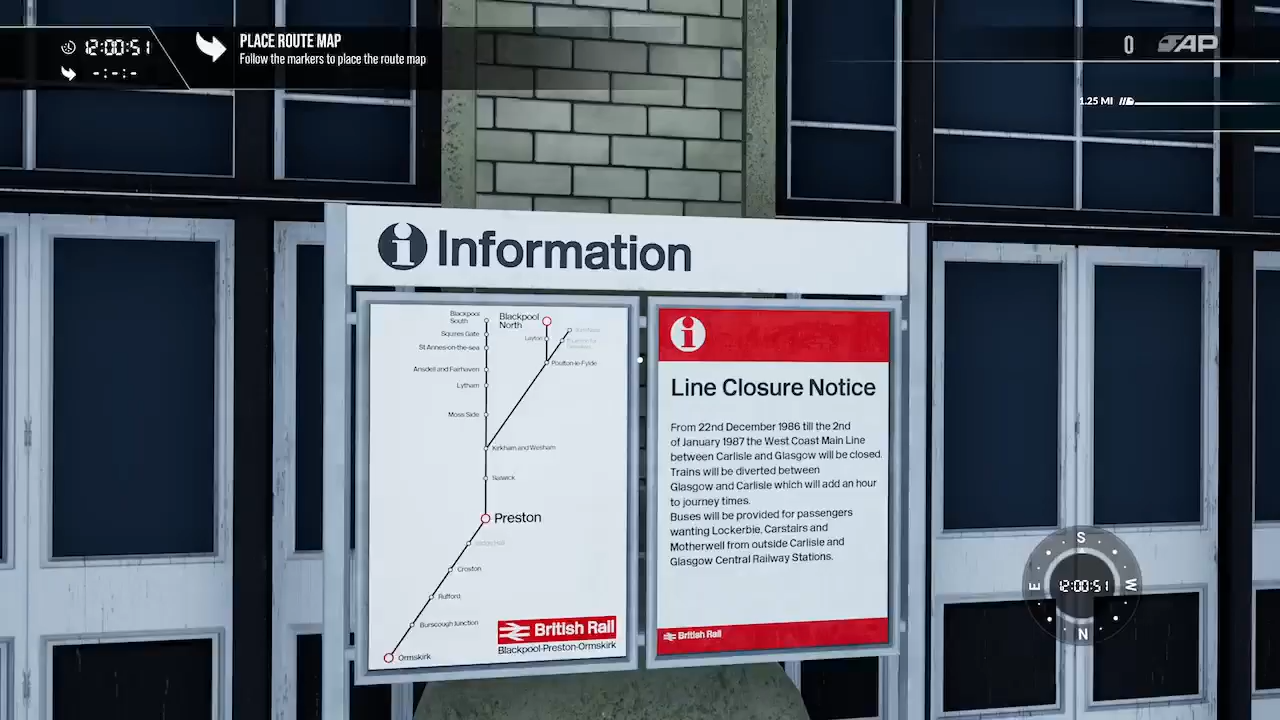 12:00:51
-:-:-
PLACE ROUTE MAP
Follow the markers to place the route map
0 AP
1.25 MI
i Information
Blackpool
South
Squires Gate
St Annes-on-the-sea
Ansdell and Fairhaven
Lytham
Moss Side
Blackpool
North
Layton
Poulton-le-Fylde
Kirkham and Wesham
Salwick
Preston
Croston
Rufford
Burscough Junction
Ormskirk
British Rail
Blackpool-Preston-Ormskirk
i
Line Closure Notice
From 22nd December 1986 till the 2nd
of January 1987 the West Coast Main Line
between Carlisle and Glasgow will be closed.
Trains will be diverted between
Glasgow and Carlisle which will add an hour
to journey times.
Buses will be provided for passengers
wanting Lockerbie, Carstairs and
Motherwell from outside Carlisle and
Glasgow Central Railway Stations.
British Rail
S
E 12:00:51 W
N